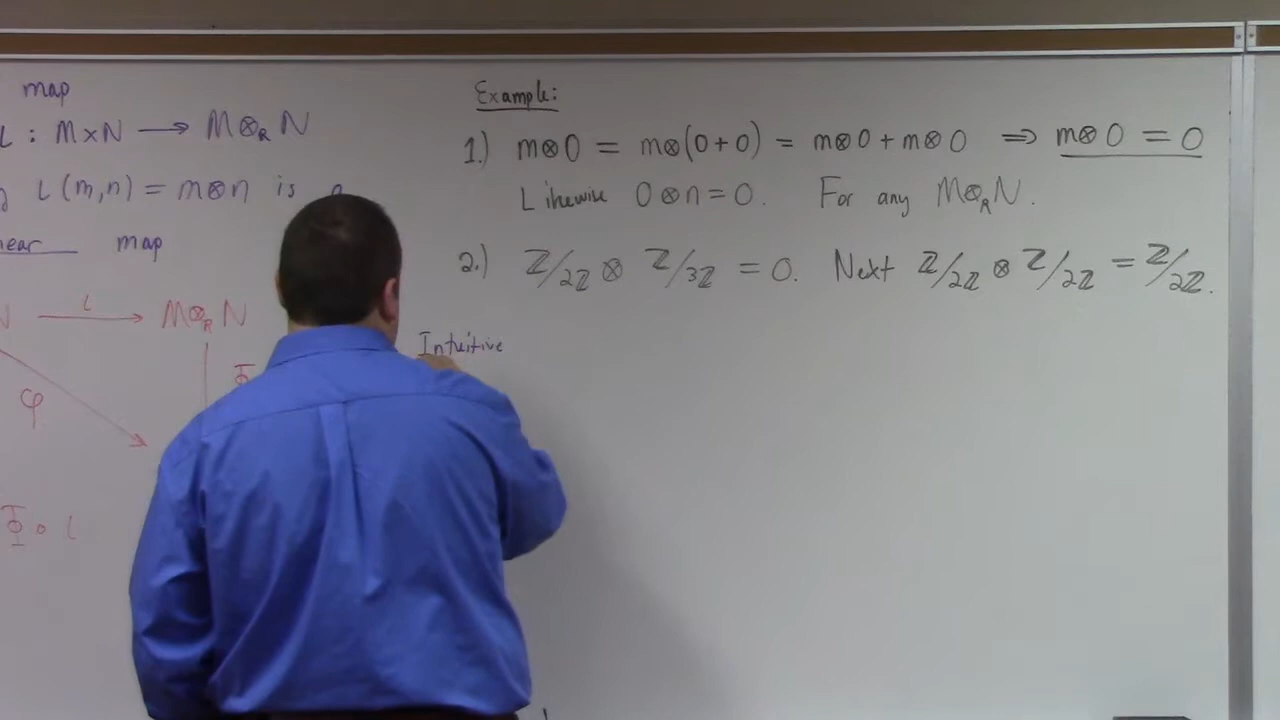 map
L : M×N → M⊗_R N
L(m,n) = m⊗n is a
near map
N —L→ M⊗_R N
Φ
φ
Φ ∘ L
Example:
1.) m⊗0 = m⊗(0+0) = m⊗0 + m⊗0 ⇒ m⊗0 = 0
Likewise 0⊗n = 0. For any M⊗_R N.
2.) ℤ/2ℤ ⊗ ℤ/3ℤ = 0. Next ℤ/2ℤ ⊗ ℤ/2ℤ = ℤ/2ℤ.
Intuitive